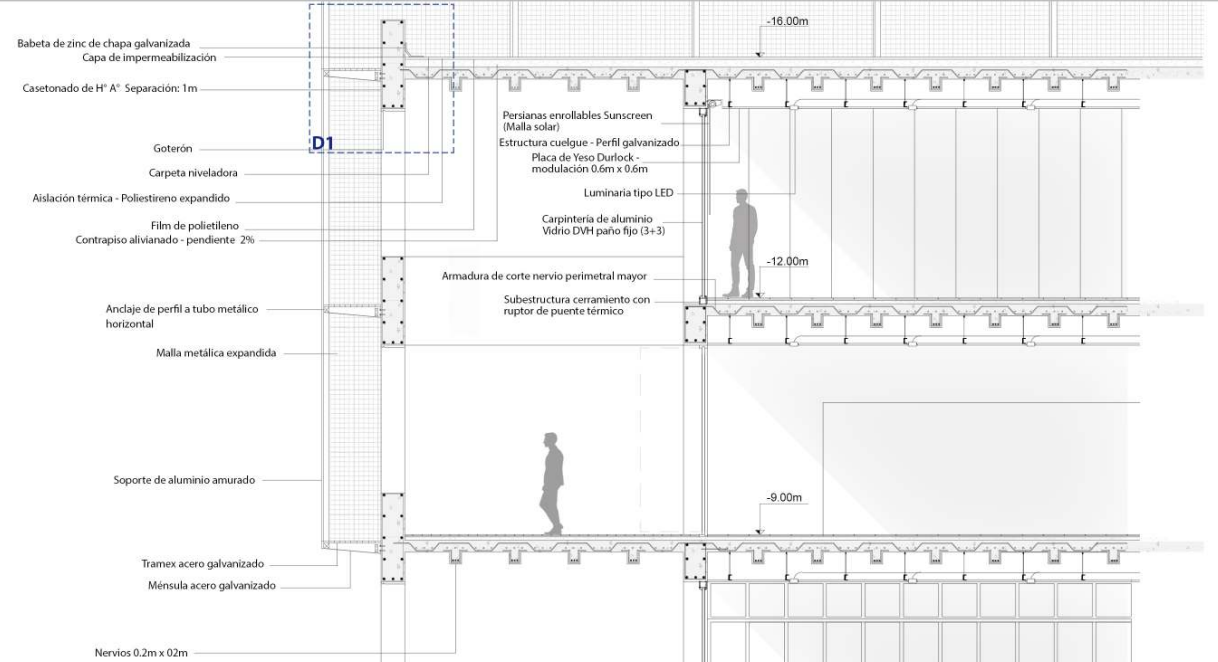 -16.00m
Babeta de zinc de chapa galvanizada
Capa de impermeabilización
Casetonado de H° A° Separación: 1m
D1
Goterón
Carpeta niveladora
Aislación térmica - Poliestireno expandido
Film de polietileno
Contrapiso alivianado - pendiente 2%
Persianas enrollables Sunscreen
(Malla solar)
Estructura cuelgue - Perfil galvanizado
Placa de Yeso Durlock -
modulación 0.6m x 0.6m
Luminaria tipo LED
Carpintería de aluminio
Vidrio DVH paño fijo (3+3)
-12.00m
Armadura de corte nervio perimetral mayor
Subestructura cerramiento con
ruptor de puente térmico
Anclaje de perfil a tubo metálico
horizontal
Malla metálica expandida
Soporte de aluminio amurado
-9.00m
Tramex acero galvanizado
Ménsula acero galvanizado
Nervios 0.2m x 02m